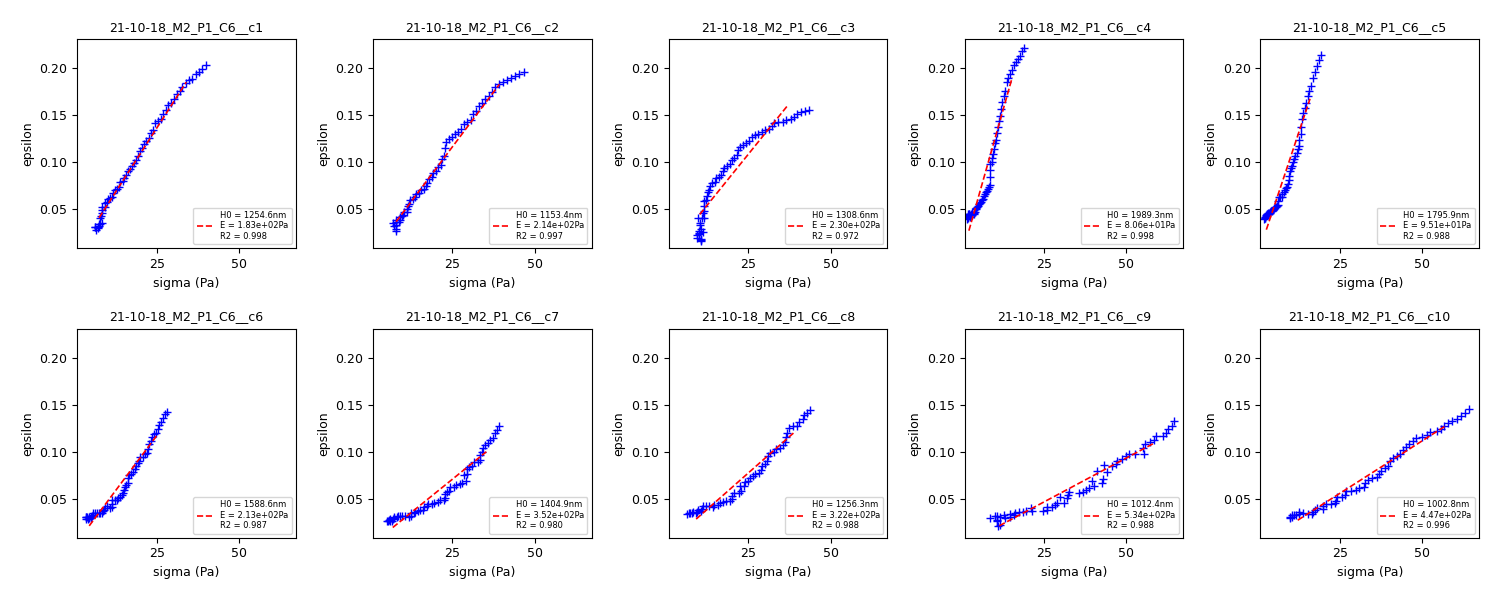 21-10-18_M2_P1_C6__c1
21-10-18_M2_P1_C6__c2
21-10-18_M2_P1_C6__c3
21-10-18_M2_P1_C6__c4
21-10-18_M2_P1_C6__c5
epsilon
0.20
0.15
0.10
0.05
H0 = 1254.6nm
E = 1.83e+02Pa
R2 = 0.998
25
50
sigma (Pa)
epsilon
0.20
0.15
0.10
0.05
H0 = 1153.4nm
E = 2.14e+02Pa
R2 = 0.997
25
50
sigma (Pa)
epsilon
0.20
0.15
0.10
0.05
H0 = 1308.6nm
E = 2.30e+02Pa
R2 = 0.972
25
50
sigma (Pa)
epsilon
0.20
0.15
0.10
0.05
H0 = 1989.3nm
E = 8.06e+01Pa
R2 = 0.998
25
50
sigma (Pa)
epsilon
0.20
0.15
0.10
0.05
H0 = 1795.9nm
E = 9.51e+01Pa
R2 = 0.988
25
50
sigma (Pa)
21-10-18_M2_P1_C6__c6
21-10-18_M2_P1_C6__c7
21-10-18_M2_P1_C6__c8
21-10-18_M2_P1_C6__c9
21-10-18_M2_P1_C6__c10
epsilon
0.20
0.15
0.10
0.05
H0 = 1588.6nm
E = 2.13e+02Pa
R2 = 0.987
25
50
sigma (Pa)
epsilon
0.20
0.15
0.10
0.05
H0 = 1404.9nm
E = 3.52e+02Pa
R2 = 0.980
25
50
sigma (Pa)
epsilon
0.20
0.15
0.10
0.05
H0 = 1256.3nm
E = 3.22e+02Pa
R2 = 0.988
25
50
sigma (Pa)
epsilon
0.20
0.15
0.10
0.05
H0 = 1012.4nm
E = 5.34e+02Pa
R2 = 0.988
25
50
sigma (Pa)
epsilon
0.20
0.15
0.10
0.05
H0 = 1002.8nm
E = 4.47e+02Pa
R2 = 0.996
25
50
sigma (Pa)